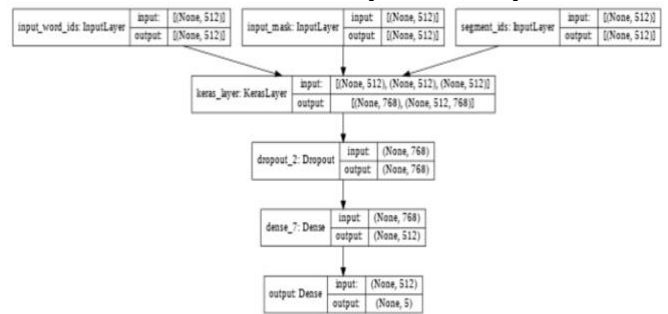 input_word_ids: InputLayer input: [(None, 512)] output: [(None, 512)]
input_mask: InputLayer input: [(None, 512)] output: [(None, 512)]
segment_ids: InputLayer input: [(None, 512)] output: [(None, 512)]
keras_layer: KerasLayer input: [(None, 512), (None, 512), (None, 512)]
output: [(None, 768), (None, 512, 768)]
dropout_2: Dropout input: (None, 768)
output: (None, 768)
dense_7: Dense input: (None, 768)
output: (None, 512)
output: Dense input: (None, 512)
output: (None, 5)